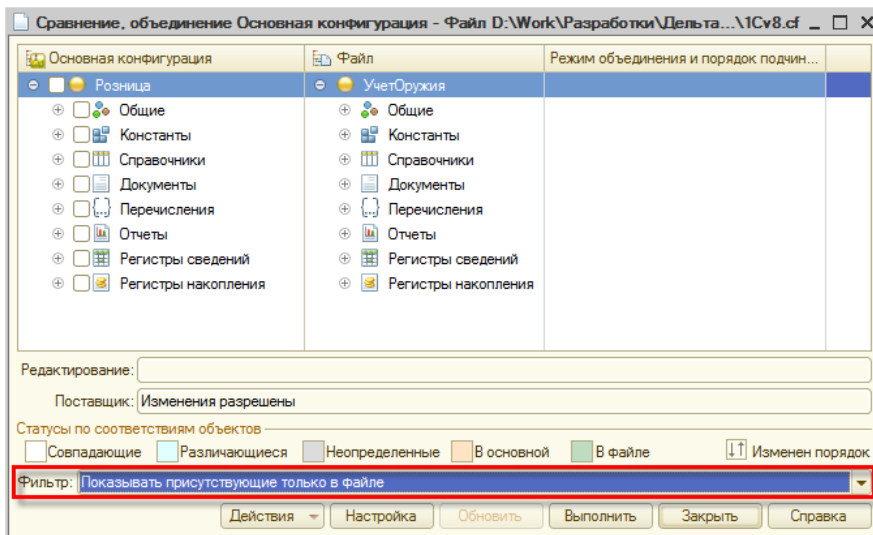 Сравнение, объединение Основная конфигурация - Файл D:\Work\Разработки\Дельта...\1Cv8.cf
Основная конфигурация Файл Режим объединения и порядок подчин...
Розница УчетОружия
Общие Общие
Константы Константы
Справочники Справочники
Документы Документы
Перечисления Перечисления
Отчеты Отчеты
Регистры сведений Регистры сведений
Регистры накопления Регистры накопления
Редактирование:
Поставщик: Изменения разрешены
Статусы по соответствиям объектов
Совпадающие Различающиеся Неопределенные В основной В файле Изменен порядок
Фильтр: Показывать присутствующие только в файле
Действия Настройка Обновить Выполнить Закрыть Справка